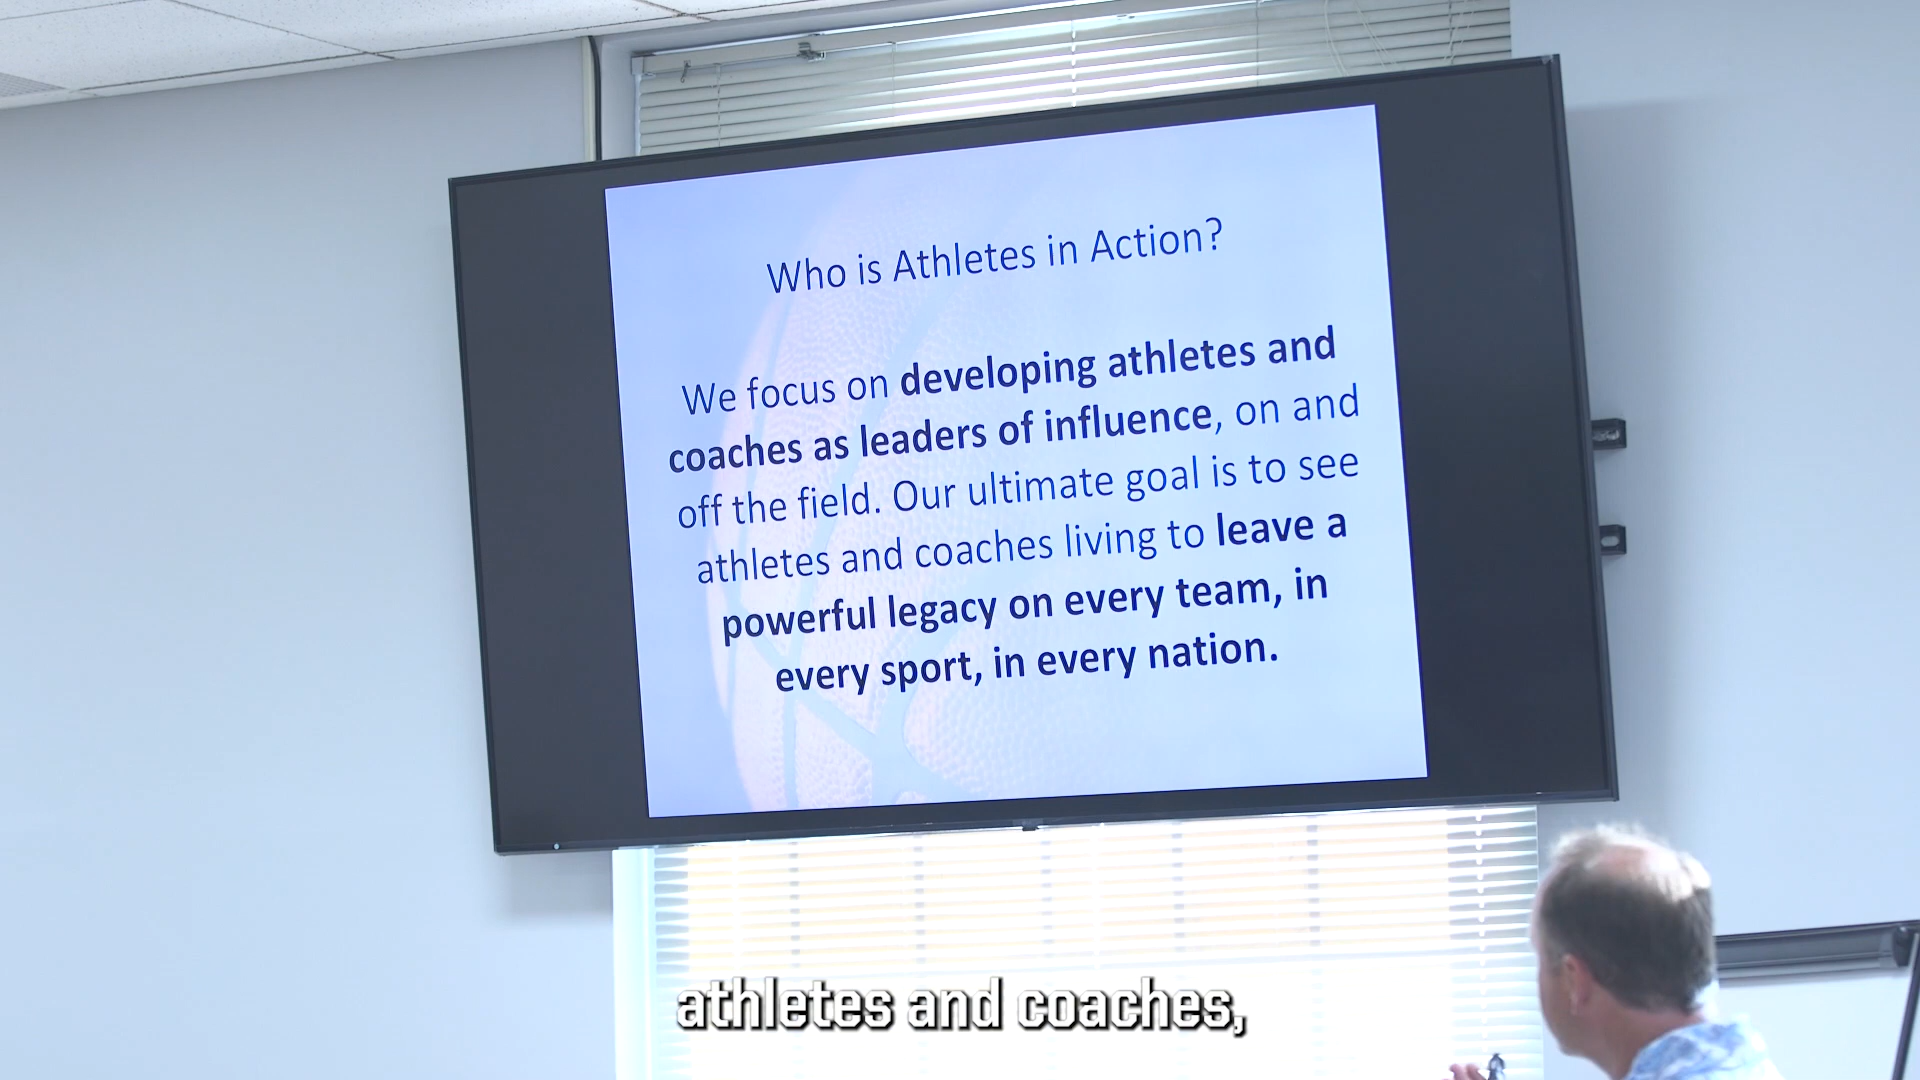 Who is Athletes in Action?
We focus on developing athletes and
coaches as leaders of influence, on and
off the field. Our ultimate goal is to see
athletes and coaches living to leave a
powerful legacy on every team, in
every sport, in every nation.
athletes and coaches,